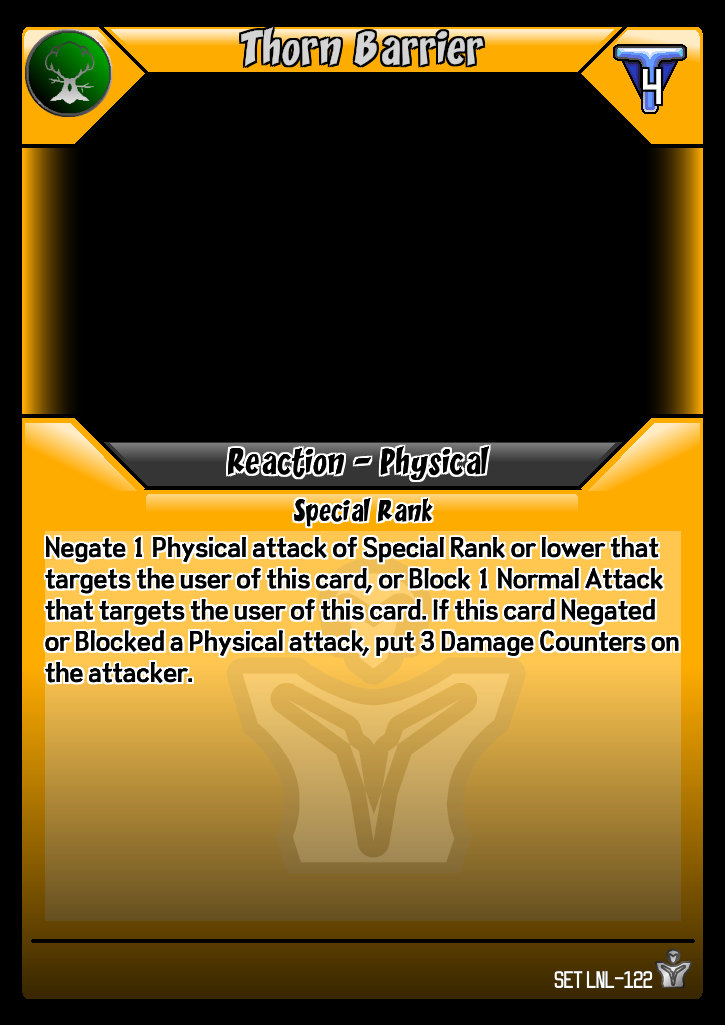 Thorn Barrier
4
Reaction - Physical
Special Rank
Negate 1 Physical attack of Special Rank or lower that
targets the user of this card, or Block 1 Normal Attack
that targets the user of this card. If this card Negated
or Blocked a Physical attack, put 3 Damage Counters on
the attacker.
SET LNL-122